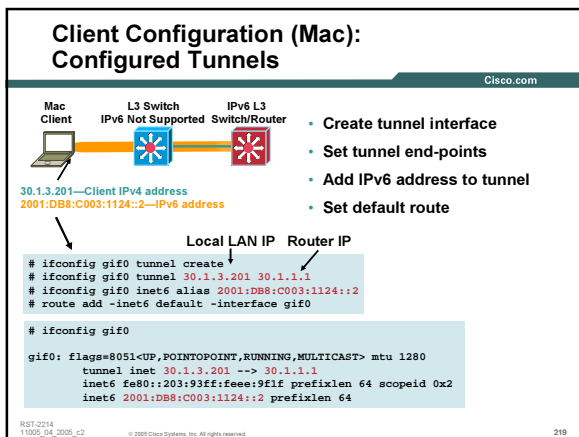 Client Configuration (Mac):
Configured Tunnels
Cisco.com
Mac
Client
L3 Switch
IPv6 Not Supported
IPv6 L3
Switch/Router
30.1.3.201—Client IPv4 address
2001:DB8:C003:1124::2—IPv6 address
• Create tunnel interface
• Set tunnel end-points
• Add IPv6 address to tunnel
• Set default route
Local LAN IP
Router IP
# ifconfig gif0 tunnel create
# ifconfig gif0 tunnel 30.1.3.201 30.1.1.1
# ifconfig gif0 inet6 alias 2001:DB8:C003:1124::2
# route add -inet6 default -interface gif0
# ifconfig gif0
gif0: flags=8051<UP,POINTOPOINT,RUNNING,MULTICAST> mtu 1280
tunnel inet 30.1.3.201 --> 30.1.1.1
inet6 fe80::203:93ff:feee:9f1f prefixlen 64 scopeid 0x2
inet6 2001:DB8:C003:1124::2 prefixlen 64
RST-2214
11005_04_2005_c2
© 2005 Cisco Systems, Inc. All rights reserved.
219